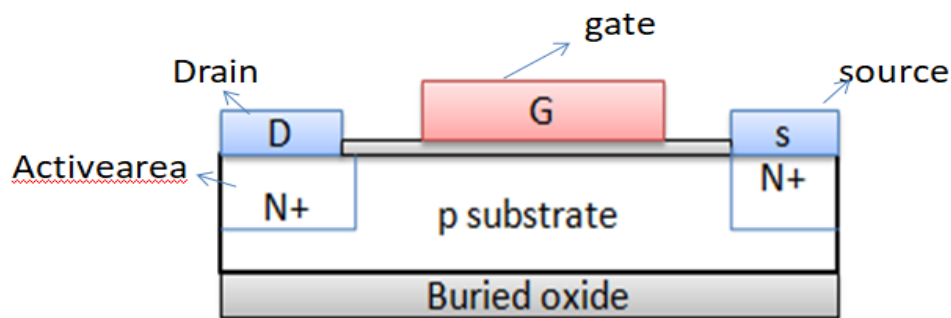 gate
Drain
source
G
D
s
Activearea
N+
N+
p substrate
Buried oxide